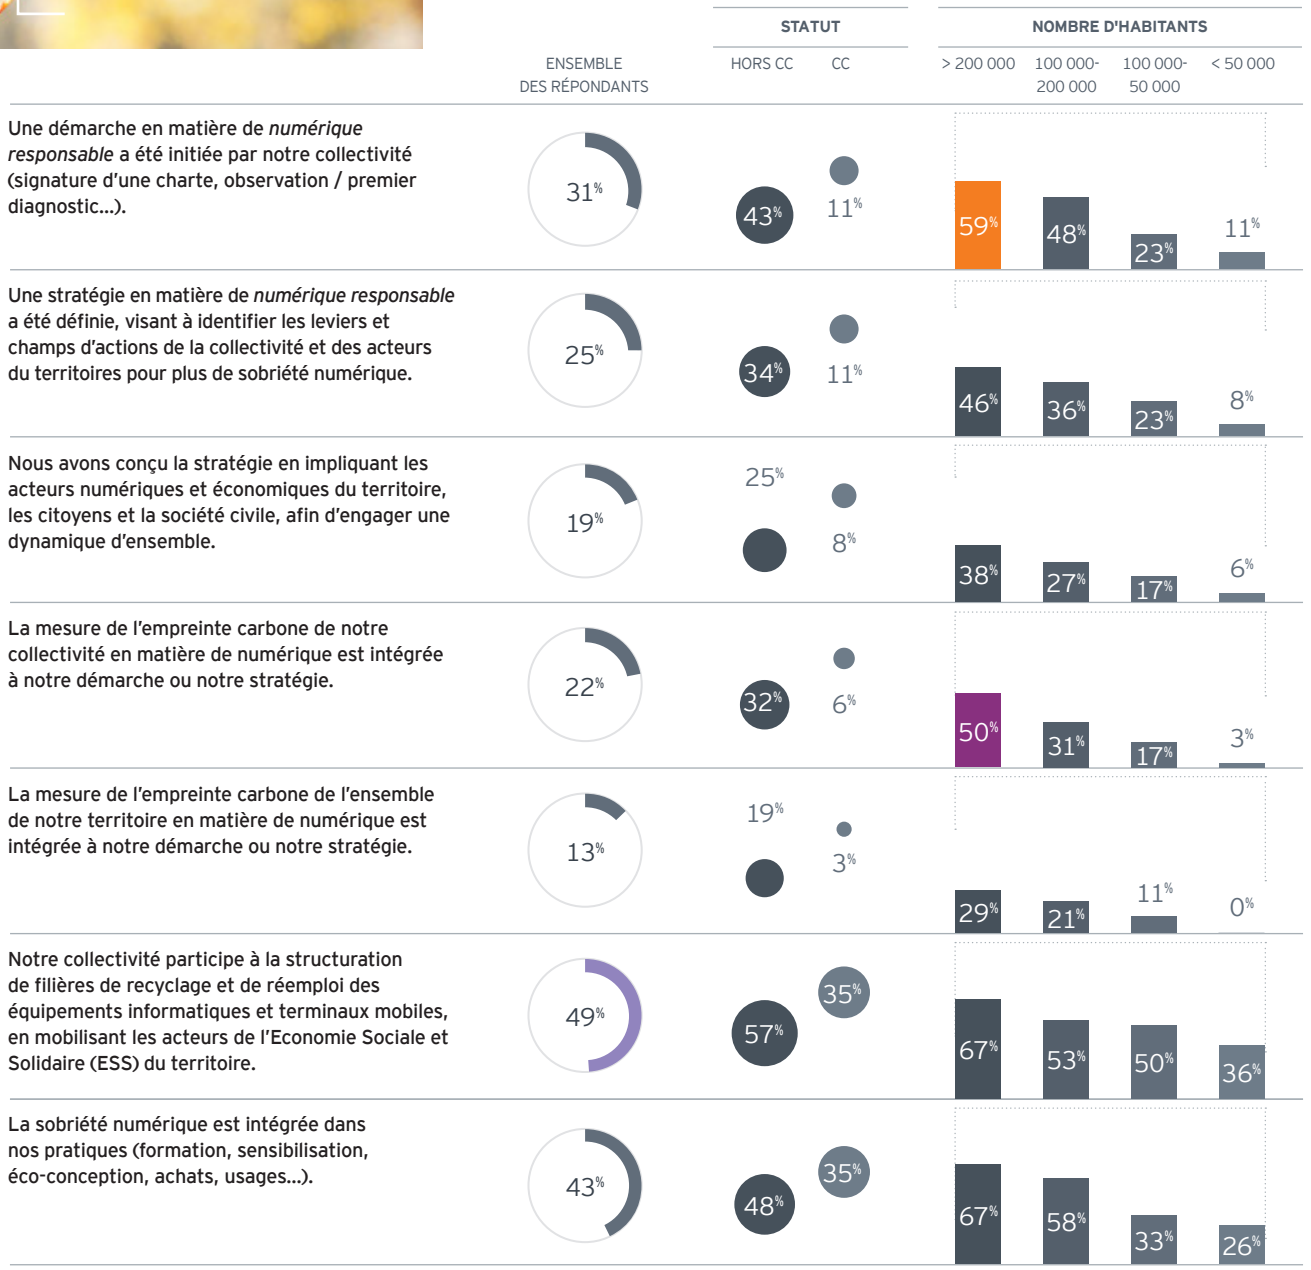 STATUT
NOMBRE D'HABITANTS
ENSEMBLE
DES RÉPONDANTS
HORS CC
CC
> 200 000
100 000-
200 000
100 000-
50 000
< 50 000
Une démarche en matière de numérique
responsable a été initiée par notre collectivité
(signature d'une charte, observation / premier
diagnostic...).
31%
43%
11%
59%
48%
23%
11%
Une stratégie en matière de numérique responsable
a été définie, visant à identifier les leviers et
champs d'actions de la collectivité et des acteurs
du territoires pour plus de sobriété numérique.
25%
34%
11%
46%
36%
23%
8%
Nous avons conçu la stratégie en impliquant les
acteurs numériques et économiques du territoire,
les citoyens et la société civile, afin d'engager une
dynamique d'ensemble.
19%
25%
8%
38%
27%
17%
6%
La mesure de l'empreinte carbone de notre
collectivité en matière de numérique est intégrée
à notre démarche ou notre stratégie.
22%
32%
6%
50%
31%
17%
3%
La mesure de l'empreinte carbone de l'ensemble
de notre territoire en matière de numérique est
intégrée à notre démarche ou notre stratégie.
13%
19%
3%
29%
21%
11%
0%
Notre collectivité participe à la structuration
de filières de recyclage et de réemploi des
équipements informatiques et terminaux mobiles,
en mobilisant les acteurs de l'Economie Sociale et
Solidaire (ESS) du territoire.
49%
57%
35%
67%
53%
50%
36%
La sobriété numérique est intégrée dans
nos pratiques (formation, sensibilisation,
éco-conception, achats, usages...).
43%
48%
35%
67%
58%
33%
26%